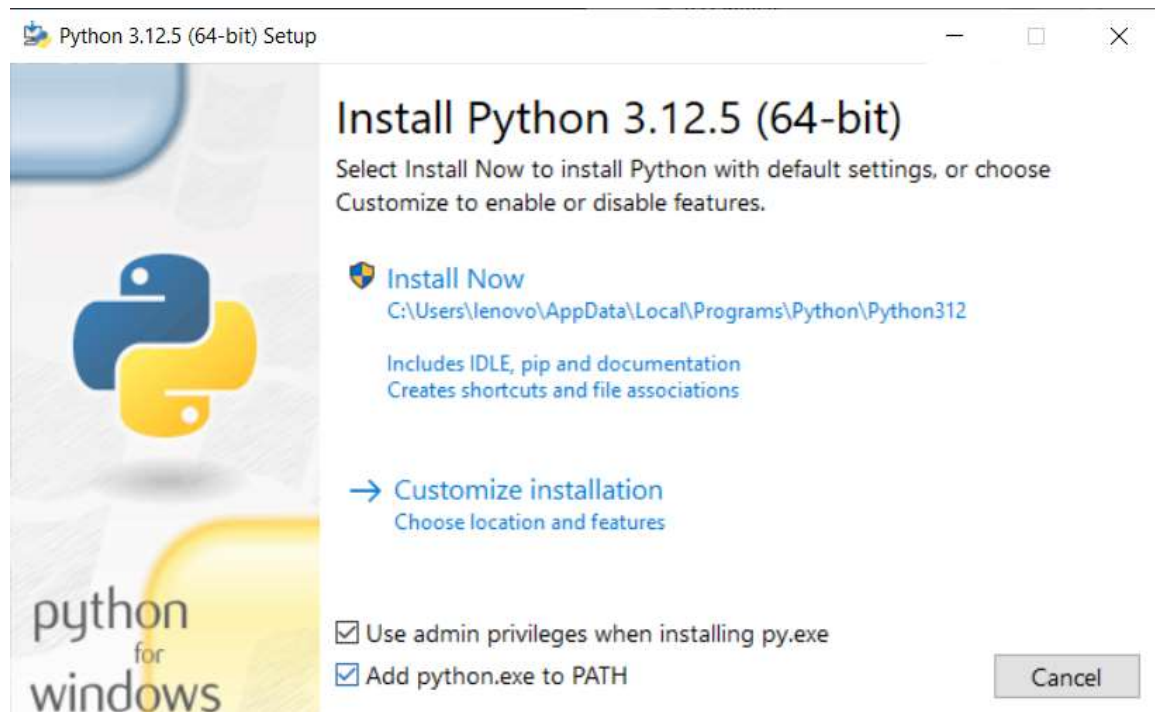 Python 3.12.5 (64-bit) Setup
Install Python 3.12.5 (64-bit)
Select Install Now to install Python with default settings, or choose
Customize to enable or disable features.
Install Now
C:\Users\lenovo\AppData\Local\Programs\Python\Python312
Includes IDLE, pip and documentation
Creates shortcuts and file associations
Customize installation
Choose location and features
python
for
windows
Use admin privileges when installing py.exe
Add python.exe to PATH
Cancel